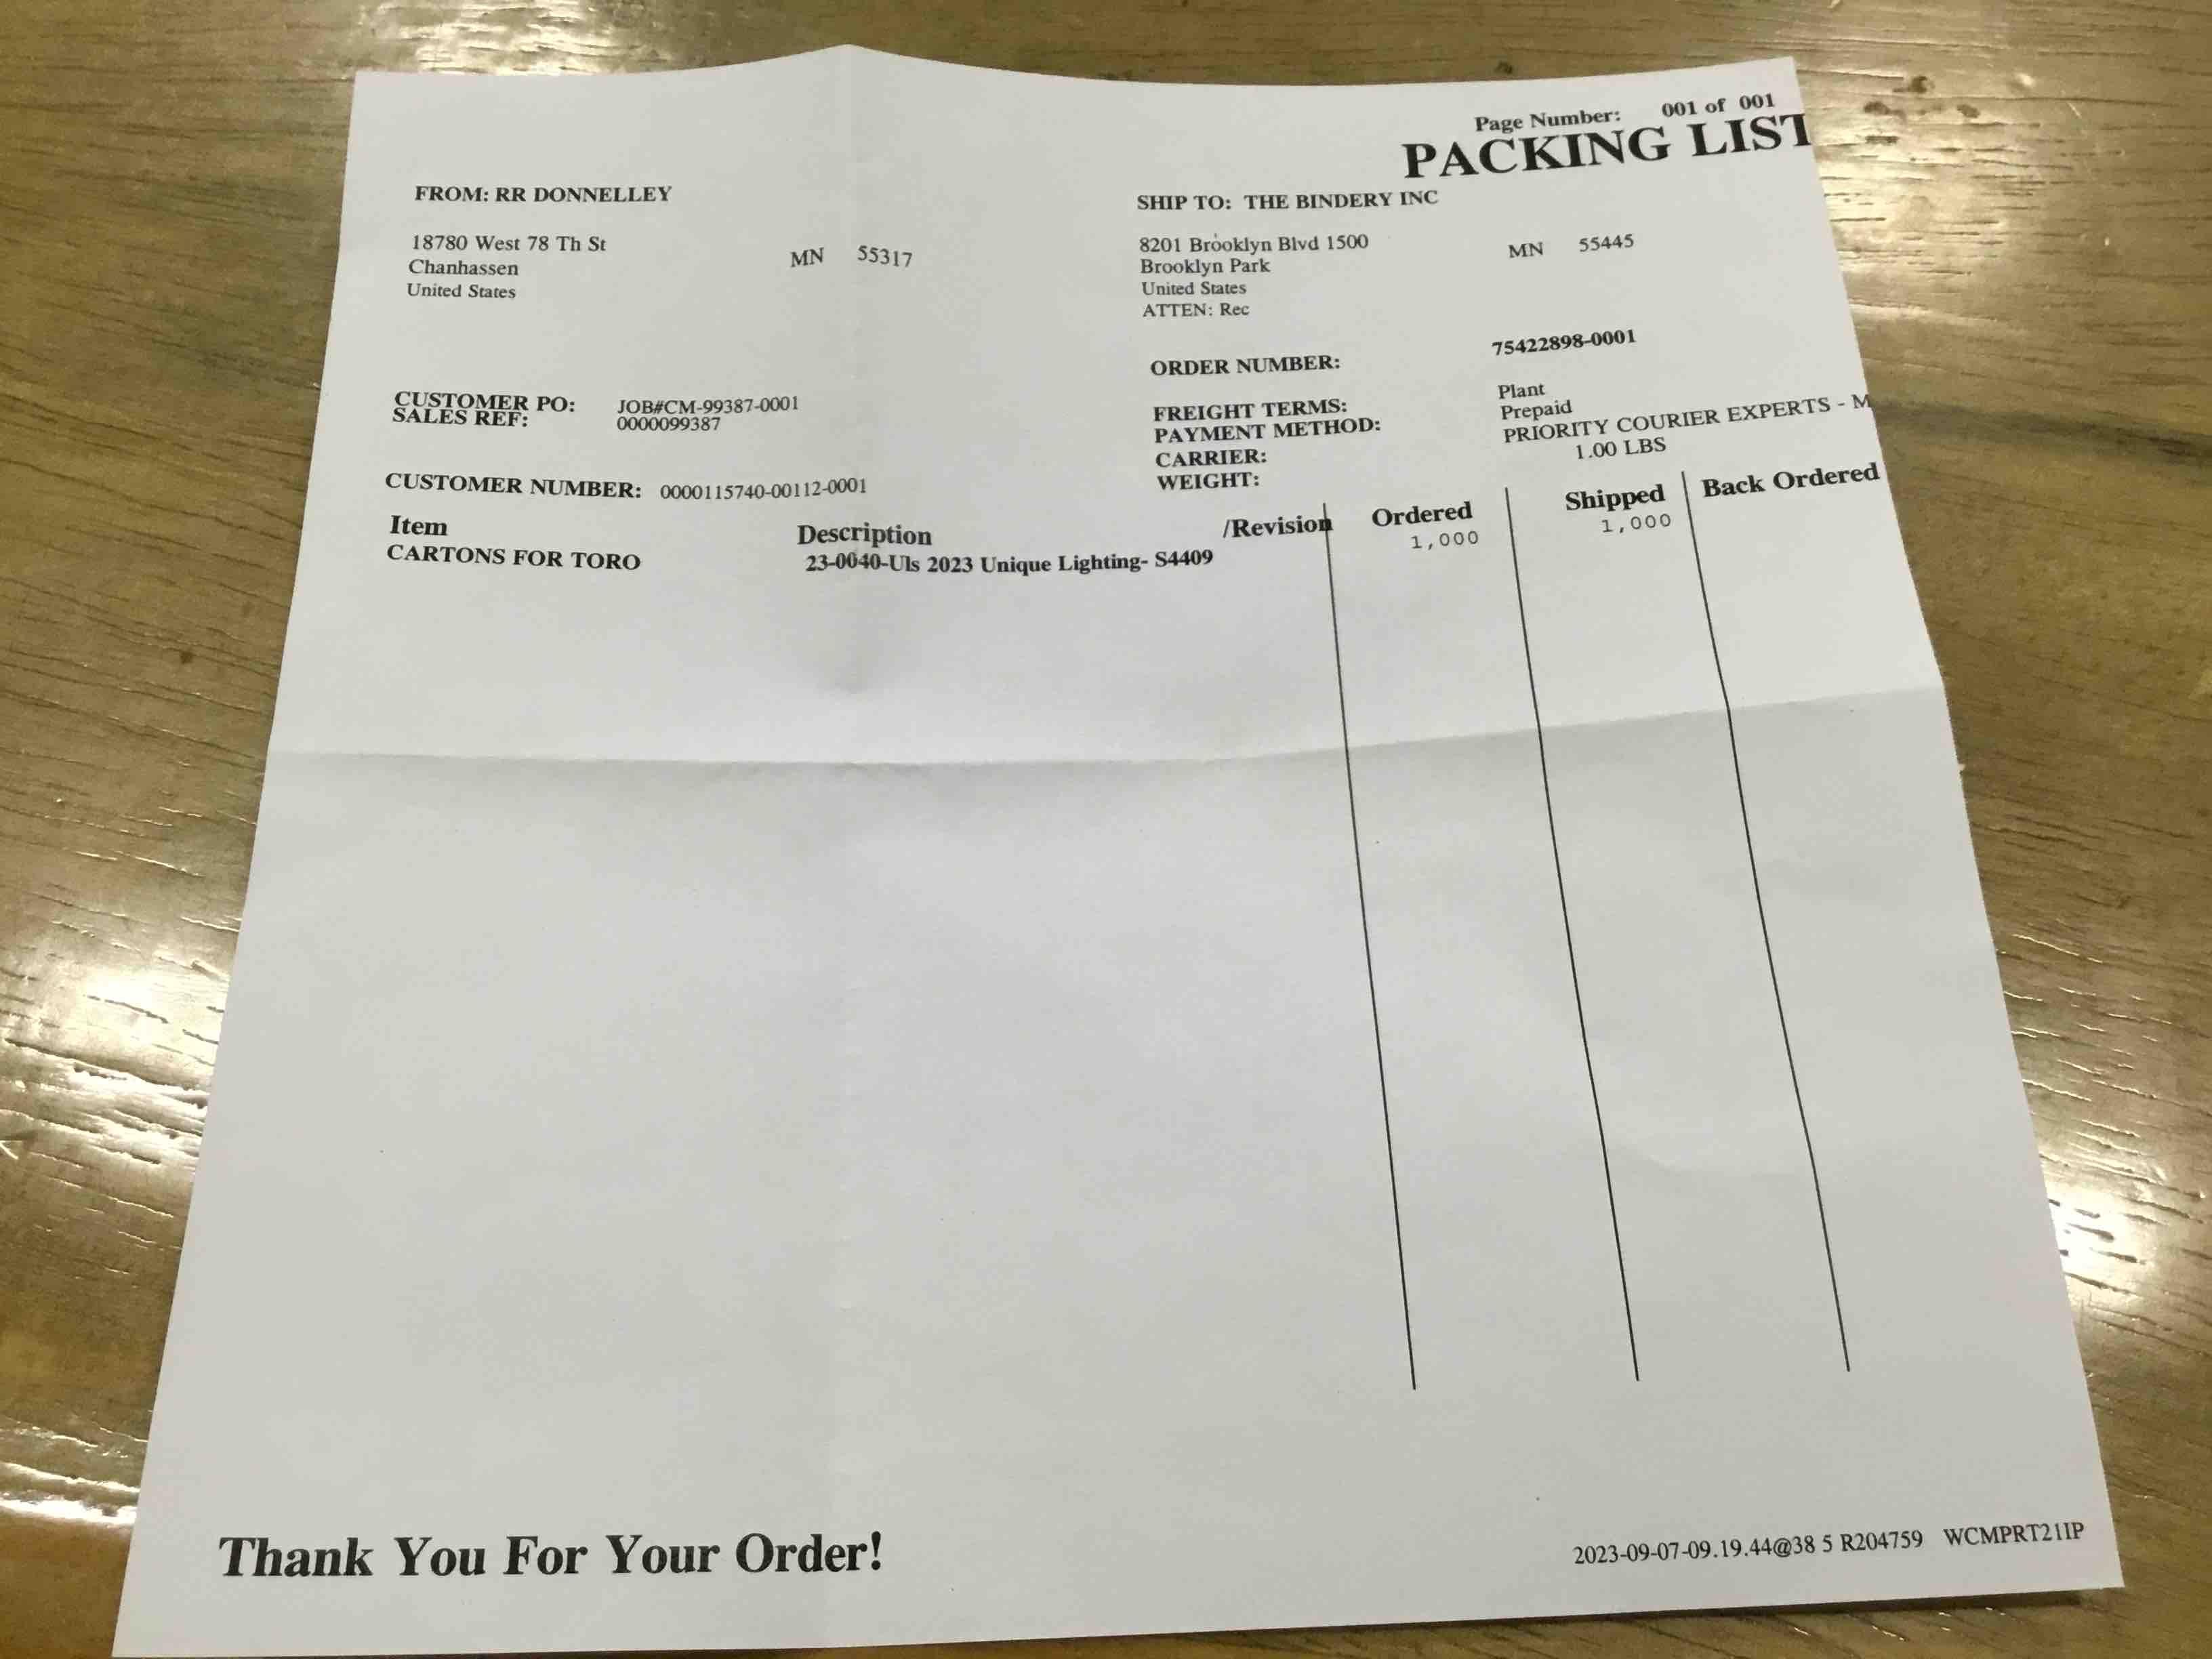 Page Number: 001 of 001
PACKING LIST
FROM: RR DONNELLEY
18780 West 78 Th St
Chanhassen MN 55317
United States
SHIP TO: THE BINDERY INC
8201 Brooklyn Blvd 1500
Brooklyn Park MN 55445
United States
ATTEN: Rec
ORDER NUMBER: 75422898-0001
CUSTOMER PO: JOB#CM-99387-0001
SALES REF: 0000099387
FREIGHT TERMS: Plant
PAYMENT METHOD: Prepaid
CARRIER: PRIORITY COURIER EXPERTS - M
WEIGHT: 1.00 LBS
CUSTOMER NUMBER: 0000115740-00112-0001
Item Description /Revision Ordered Shipped Back Ordered
CARTONS FOR TORO 23-0040-Uls 2023 Unique Lighting- S4409 1,000 1,000
Thank You For Your Order!
2023-09-07-09.19.44@38 5 R204759 WCMPRT21IP